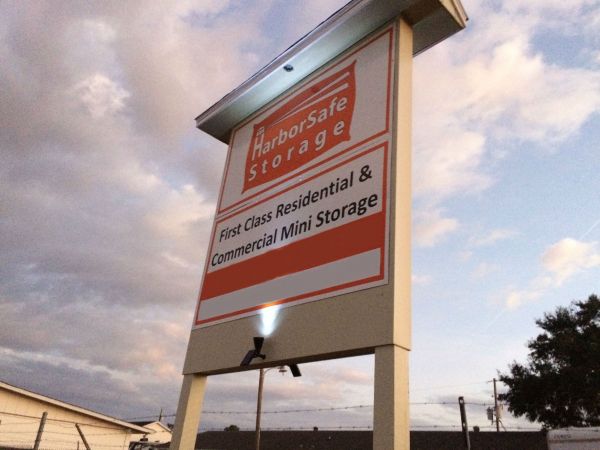 HarborSafe
Storage
First Class Residential &
Commercial Mini Storage